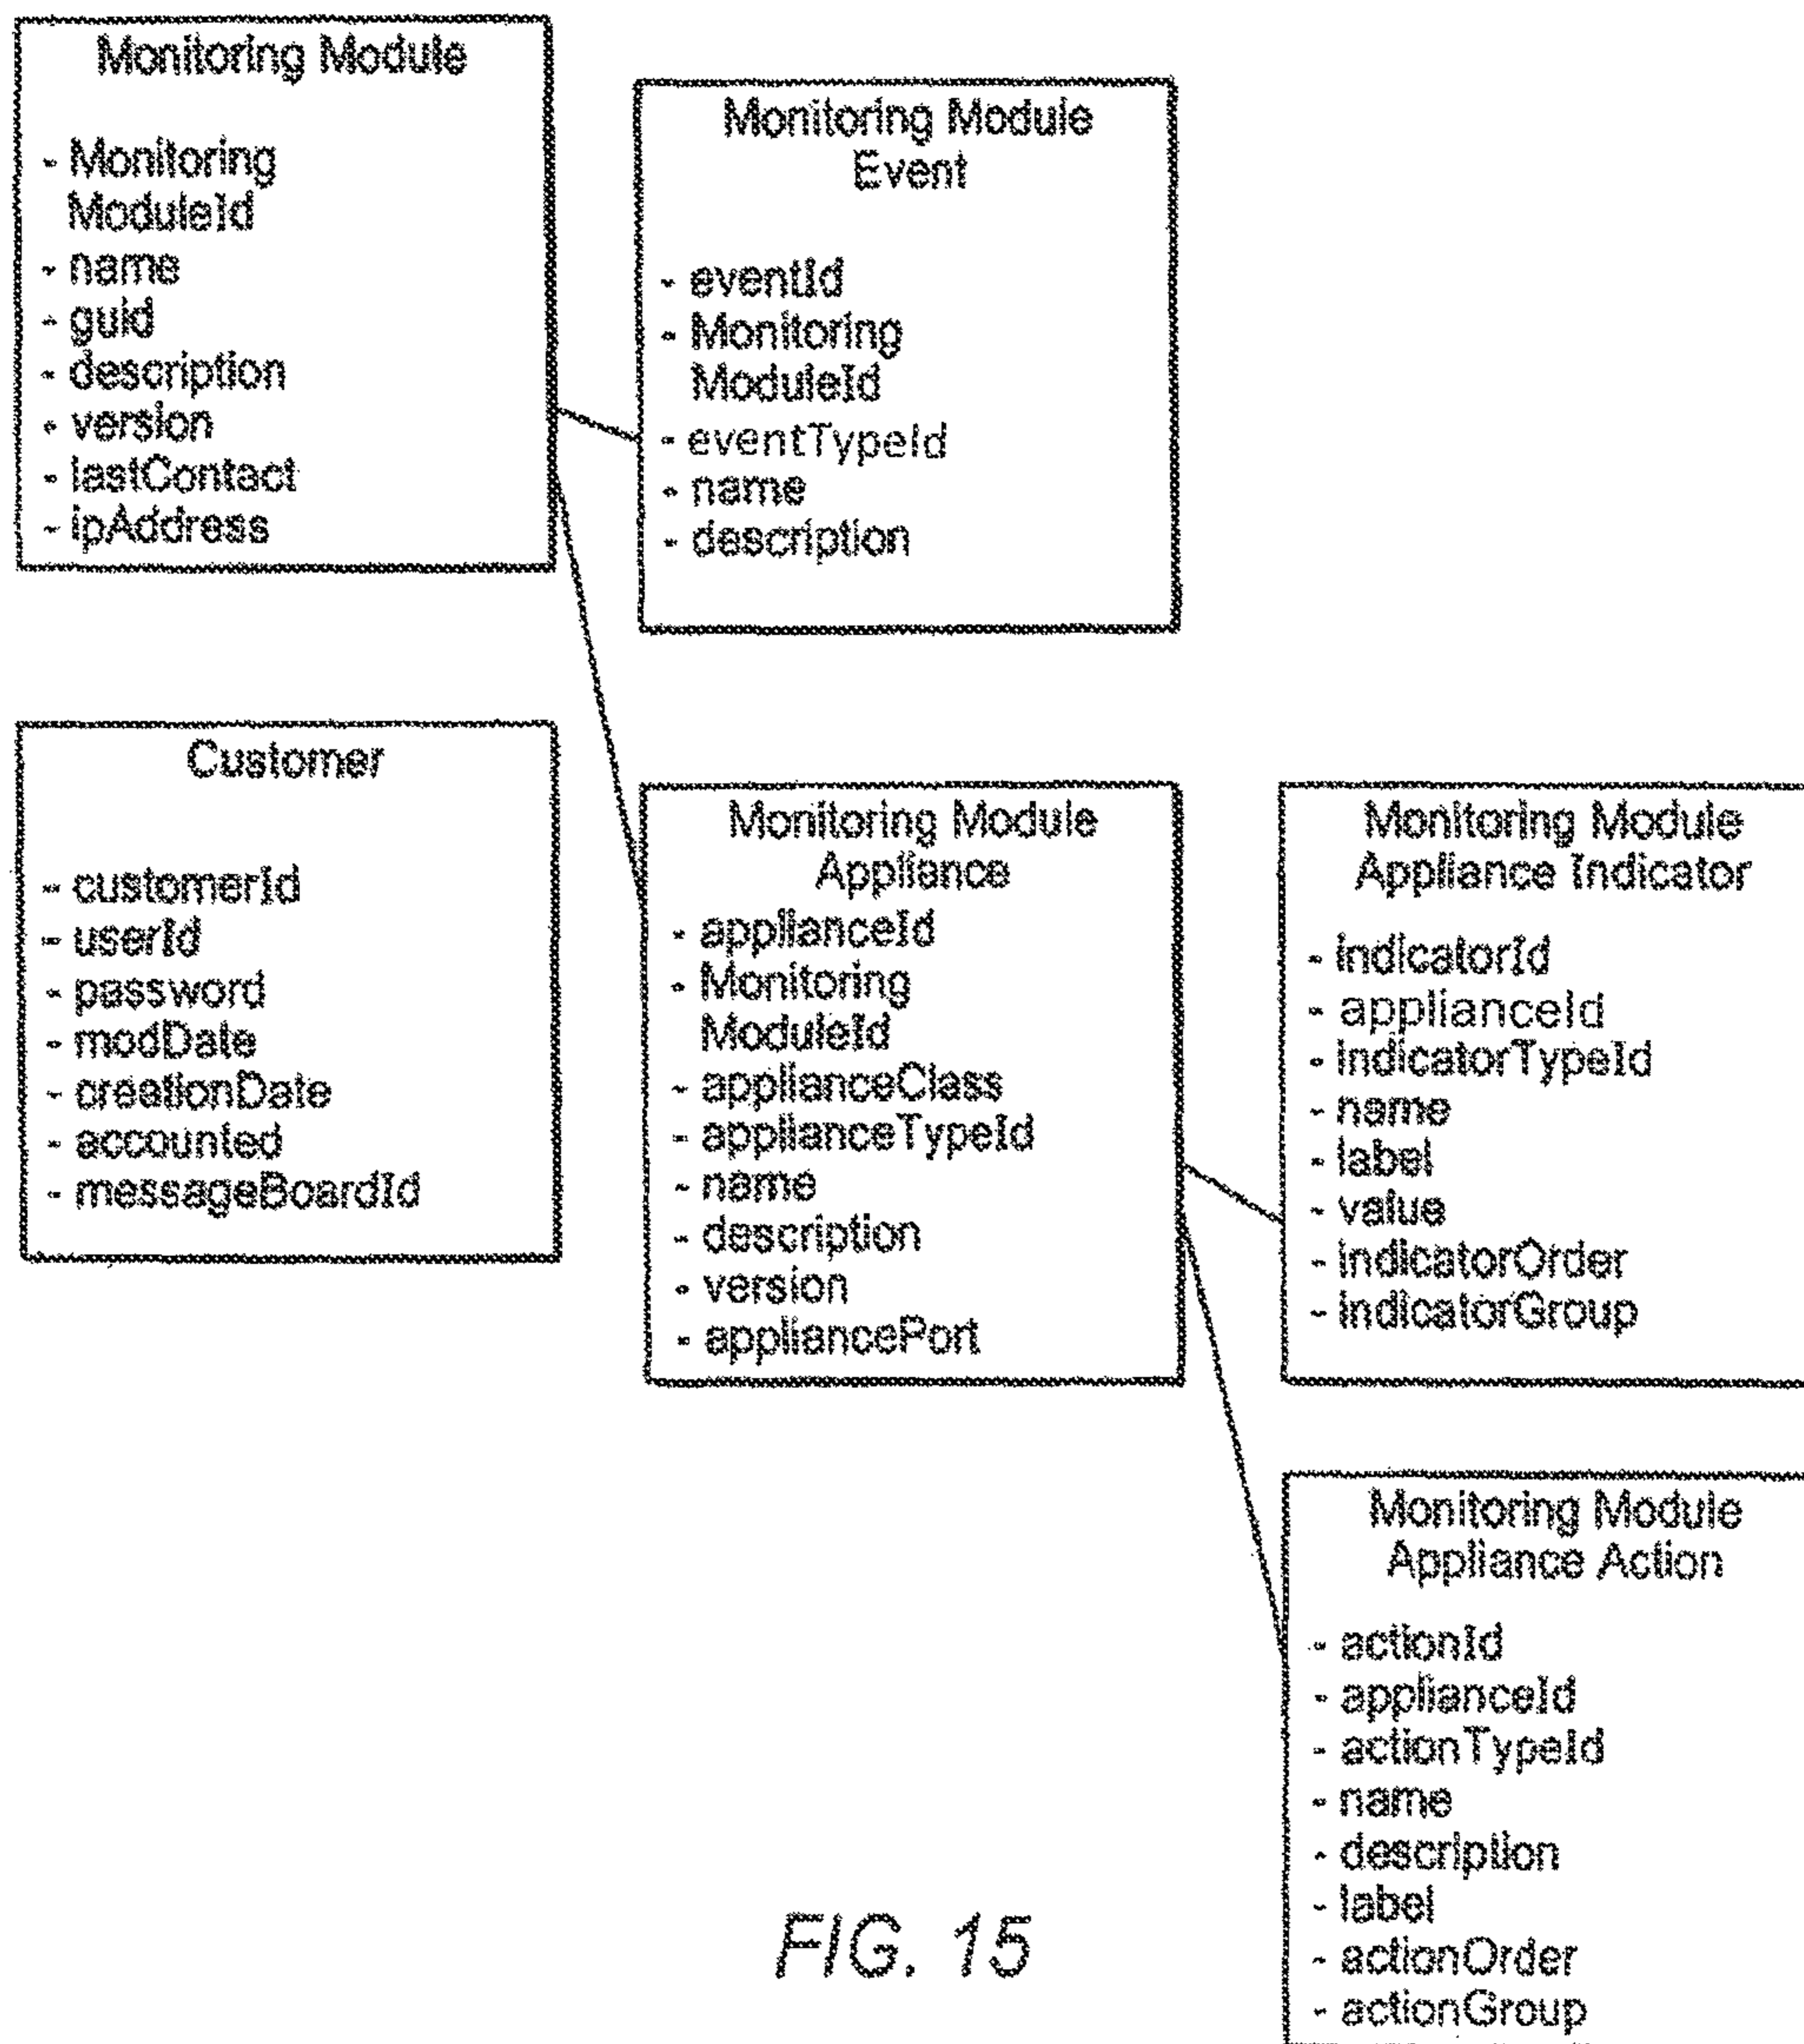 Monitoring Module
- Monitoring
ModuleId
- name
- guid
- description
- version
- lastContact
- ipAddress
Monitoring Module
Event
- eventId
- Monitoring
ModuleId
- eventTypeId
- name
- description
Customer
- customerId
- userId
- password
- modDate
- creationDate
- accounted
- messageBoardId
Monitoring Module
Appliance
- applianceId
- Monitoring
ModuleId
- applianceClass
- applianceTypeId
- name
- description
- version
- appliancePort
Monitoring Module
Appliance Indicator
- indicatorId
- applianceId
- indicatorTypeId
- name
- label
- value
- indicatorOrder
- indicatorGroup
Monitoring Module
Appliance Action
- actionId
- applianceId
- actionTypeId
- name
- description
- label
- actionOrder
- actionGroup
FIG. 15